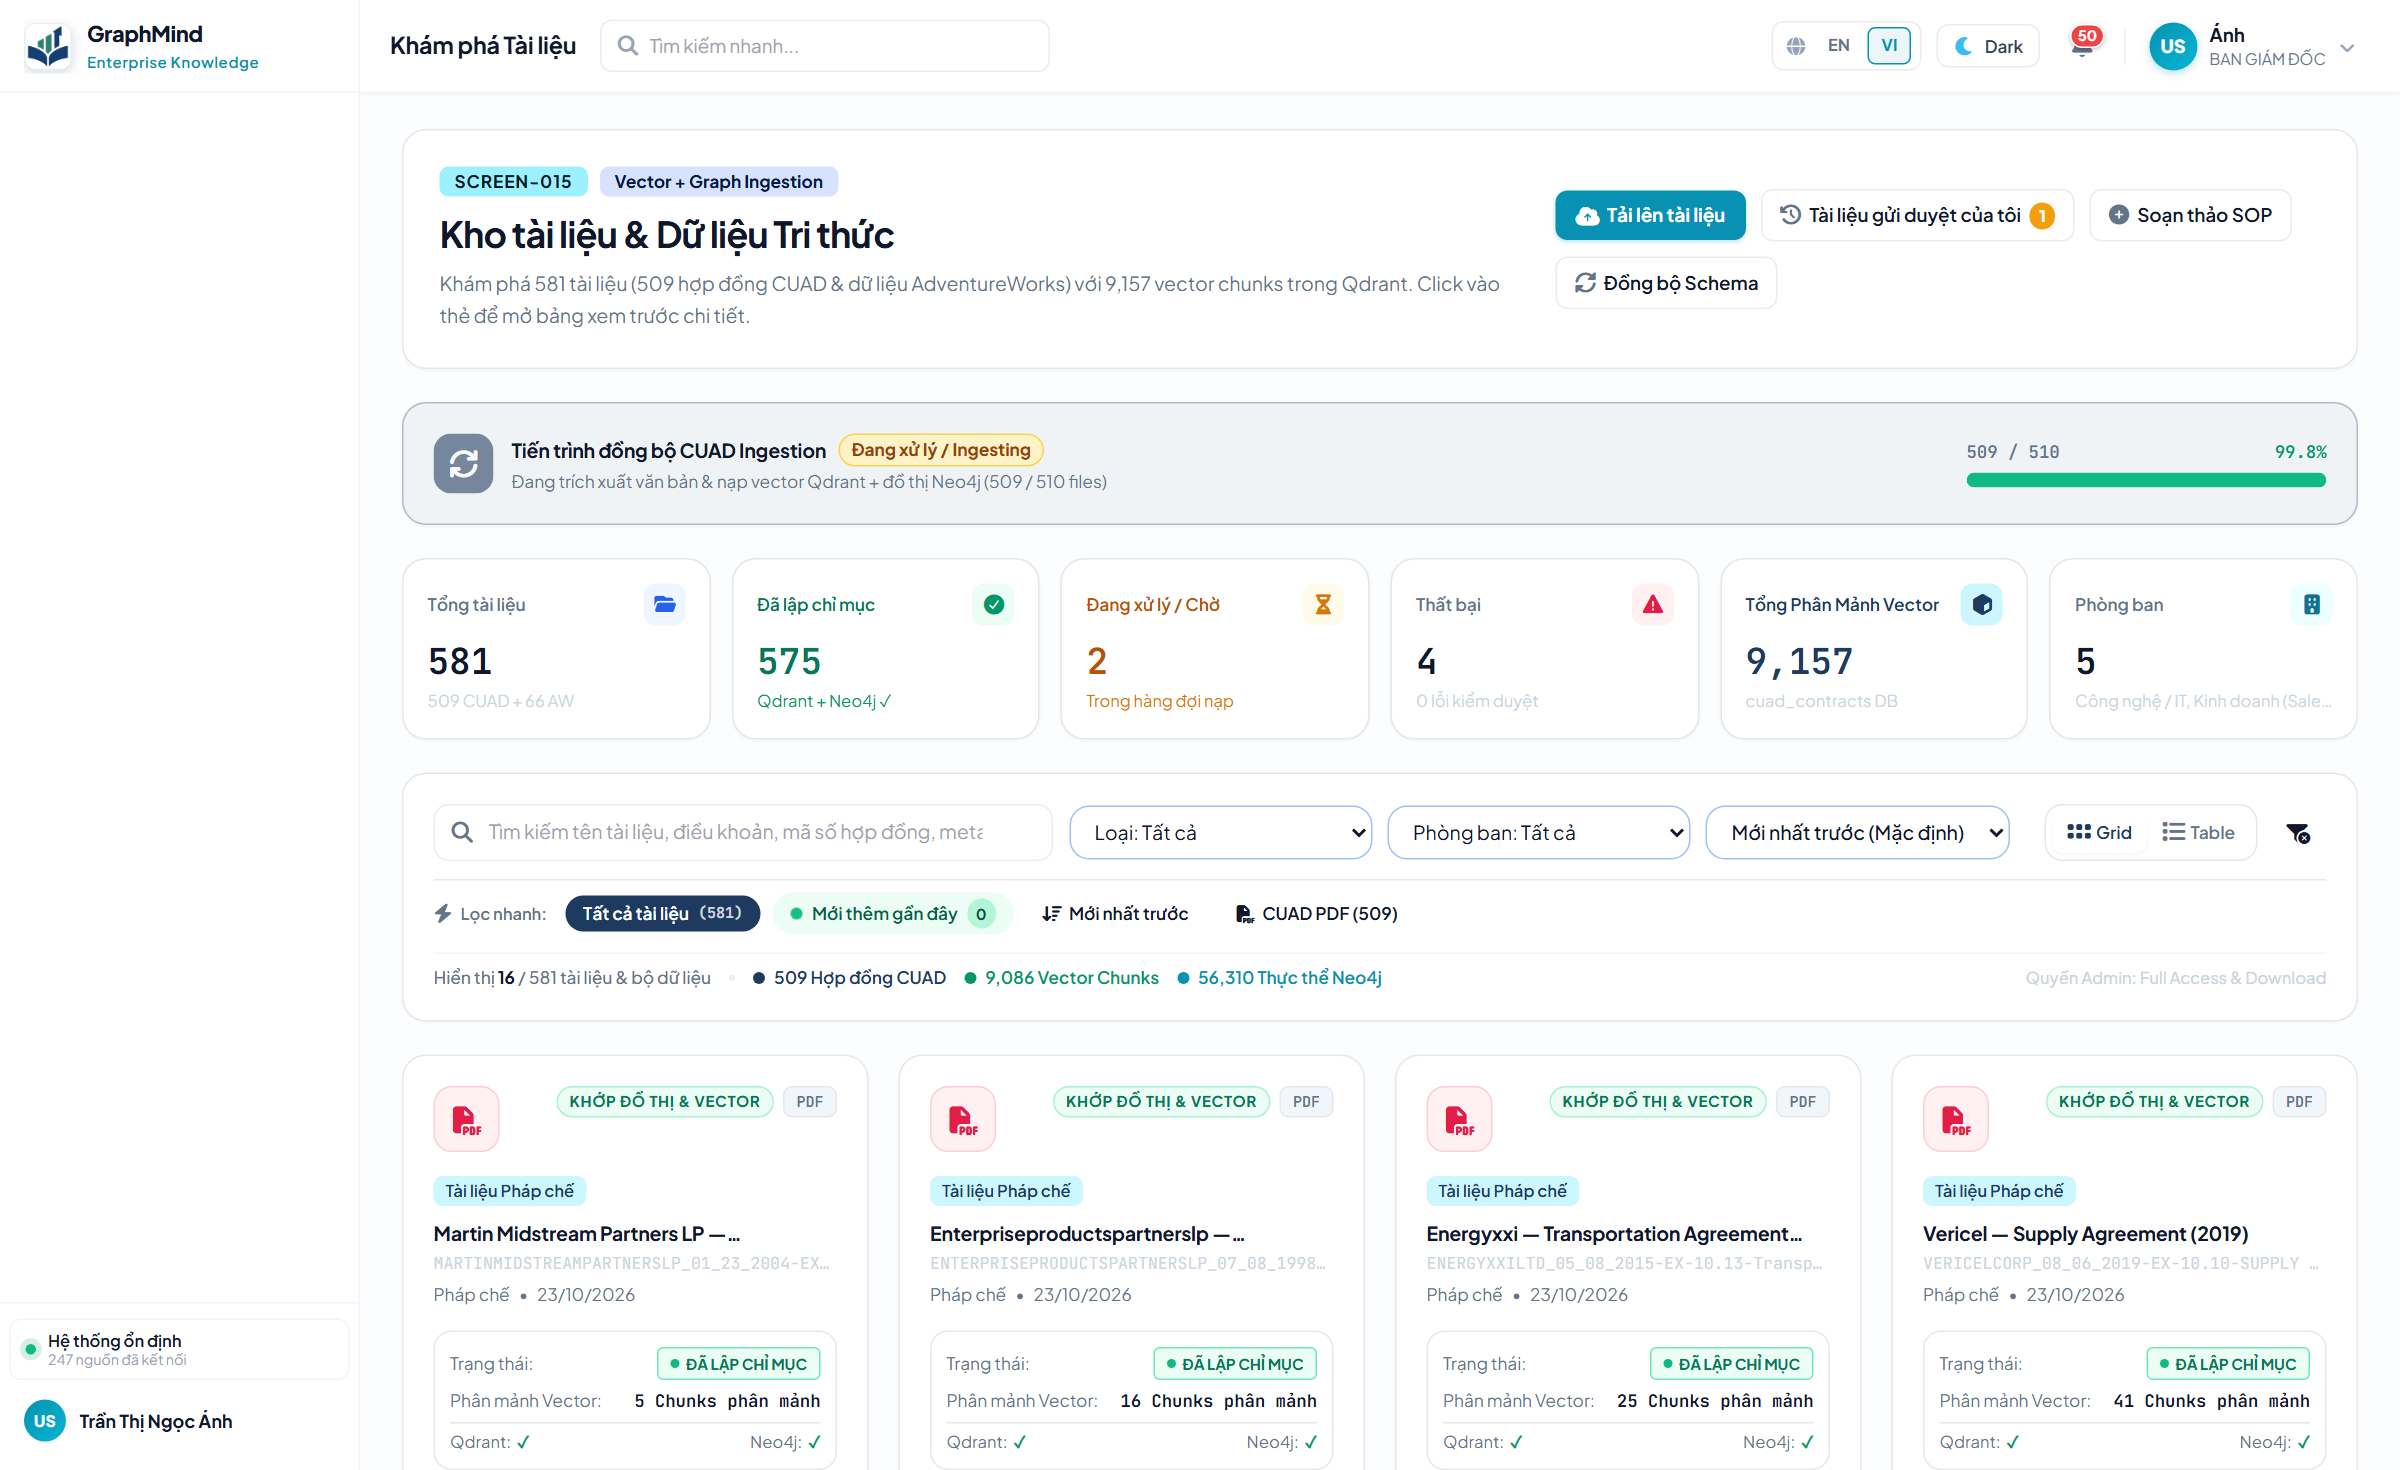 GraphMind
Enterprise Knowledge
Khám phá Tài liệu
Tìm kiếm nhanh...
EN
VI
Dark
50
US
Ánh
BAN GIÁM ĐỐC
SCREEN-015
Vector + Graph Ingestion
Kho tài liệu & Dữ liệu Tri thức
Khám phá 581 tài liệu (509 hợp đồng CUAD & dữ liệu AdventureWorks) với 9,157 vector chunks trong Qdrant. Click vào
thẻ để mở bảng xem trước chi tiết.
Tải lên tài liệu
Tài liệu gửi duyệt của tôi 1
Soạn thảo SOP
Đồng bộ Schema
Tiến trình đồng bộ CUAD Ingestion
Đang xử lý / Ingesting
Đang trích xuất văn bản & nạp vector Qdrant + đồ thị Neo4j (509 / 510 files)
509 / 510
99.8%
Tổng tài liệu
581
509 CUAD + 66 AW
Đã lập chỉ mục
575
Qdrant + Neo4j ✓
Đang xử lý / Chờ
2
Trong hàng đợi nạp
Thất bại
4
0 lỗi kiểm duyệt
Tổng Phân Mảnh Vector
9,157
cuad_contracts DB
Phòng ban
5
Công nghệ / IT, Kinh doanh (Sale...
Tìm kiếm tên tài liệu, điều khoản, mã số hợp đồng, meta
Loại: Tất cả
Phòng ban: Tất cả
Mới nhất trước (Mặc định)
Grid
Table
Lọc nhanh:
Tất cả tài liệu (581)
Mới thêm gần đây 0
Mới nhất trước
CUAD PDF (509)
Hiển thị 16 / 581 tài liệu & bộ dữ liệu
509 Hợp đồng CUAD
9,086 Vector Chunks
56,310 Thực thể Neo4j
Quyền Admin: Full Access & Download
PDF
KHỚP ĐỒ THỊ & VECTOR
PDF
Tài liệu Pháp chế
Martin Midstream Partners LP — ...
MARTINMIDSTREAMPARTNERSLP_01_23_2004-EX...
Pháp chế • 23/10/2026
Trạng thái:
ĐÃ LẬP CHỈ MỤC
Phân mảnh Vector:
5 Chunks phân mảnh
Qdrant: ✓
Neo4j: ✓
PDF
KHỚP ĐỒ THỊ & VECTOR
PDF
Tài liệu Pháp chế
Enterpriseproductspartnerslp — ...
ENTERPRISEPRODUCTSPARTNERSLP_07_08_1998...
Pháp chế • 23/10/2026
Trạng thái:
ĐÃ LẬP CHỈ MỤC
Phân mảnh Vector:
16 Chunks phân mảnh
Qdrant: ✓
Neo4j: ✓
PDF
KHỚP ĐỒ THỊ & VECTOR
PDF
Tài liệu Pháp chế
Energyxxi — Transportation Agreement...
ENERGYXXILTD_05_08_2015-EX-10.13-Transp...
Pháp chế • 23/10/2026
Trạng thái:
ĐÃ LẬP CHỈ MỤC
Phân mảnh Vector:
25 Chunks phân mảnh
Qdrant: ✓
Neo4j: ✓
PDF
KHỚP ĐỒ THỊ & VECTOR
PDF
Tài liệu Pháp chế
Vericel — Supply Agreement (2019)
VERICELCORP_08_06_2019-EX-10.10-SUPPLY ...
Pháp chế • 23/10/2026
Trạng thái:
ĐÃ LẬP CHỈ MỤC
Phân mảnh Vector:
41 Chunks phân mảnh
Qdrant: ✓
Neo4j: ✓
Hệ thống ổn định
247 nguồn đã kết nối
US
Trần Thị Ngọc Ánh